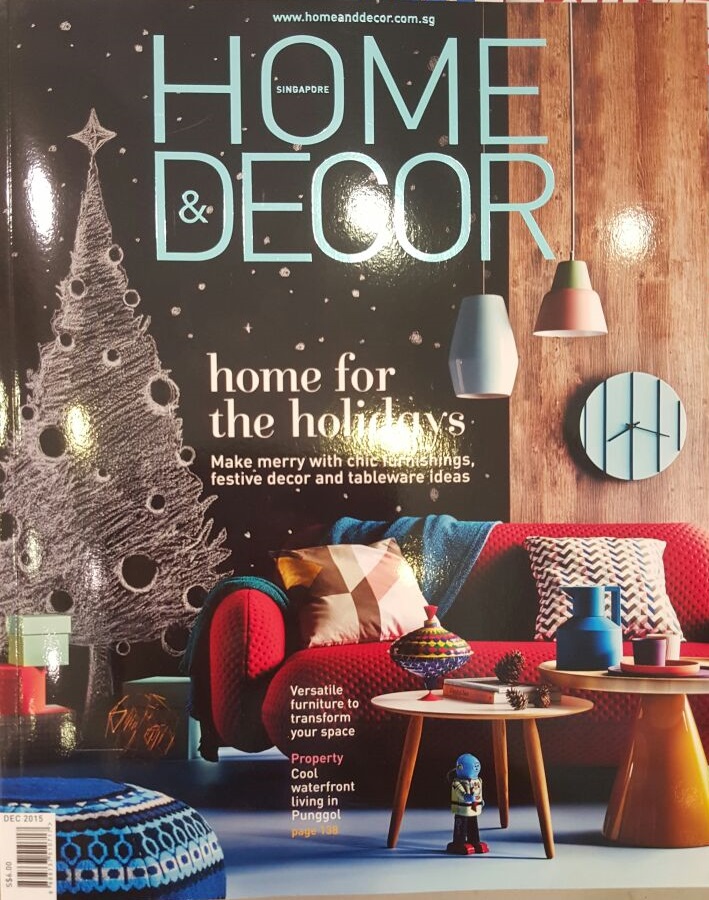 www.homeanddecor.com.sg
HOME
SINGAPORE
& DECOR
home for
the holidays
Make merry with chic furnishings,
festive decor and tableware ideas
Versatile
furniture to
transform
your space
Property
Cool
waterfront
living in
Punggol
page 138
DEC 2015
S$6.00